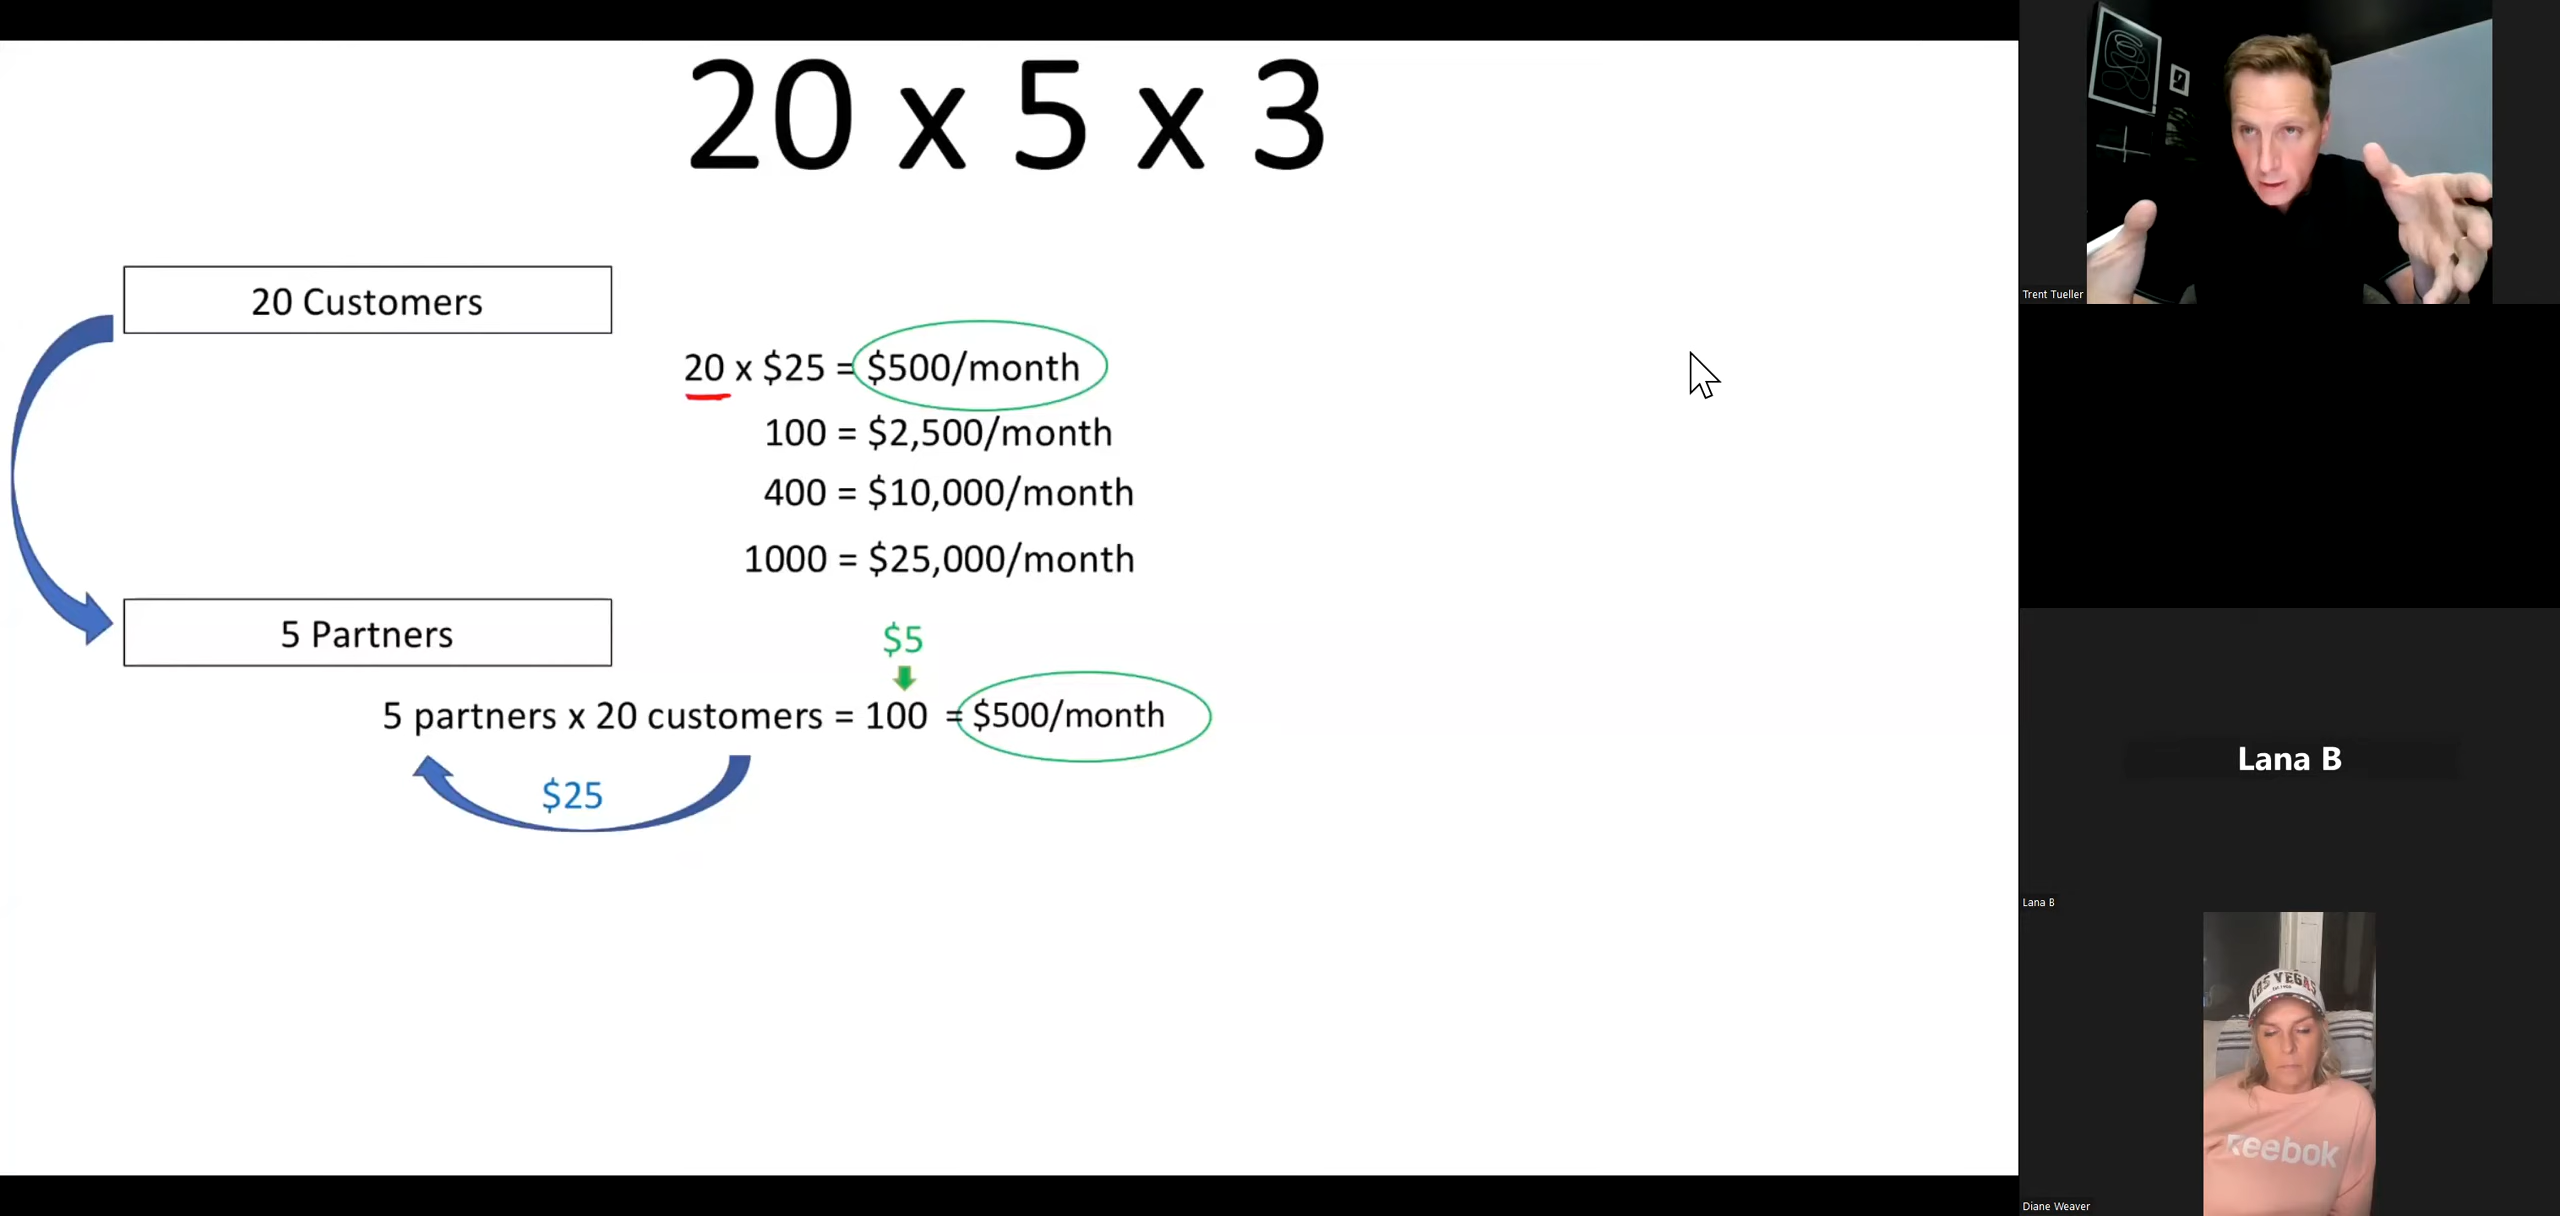 20 x 5 x 3
20 Customers
20 x $25 = $500/month
100 = $2,500/month
400 = $10,000/month
1000 = $25,000/month
5 Partners
$5
5 partners x 20 customers = 100 = $500/month
$25
Trent Tueller
Lana B
Lana B
LAS VEGAS
Reebok
Diane Weaver